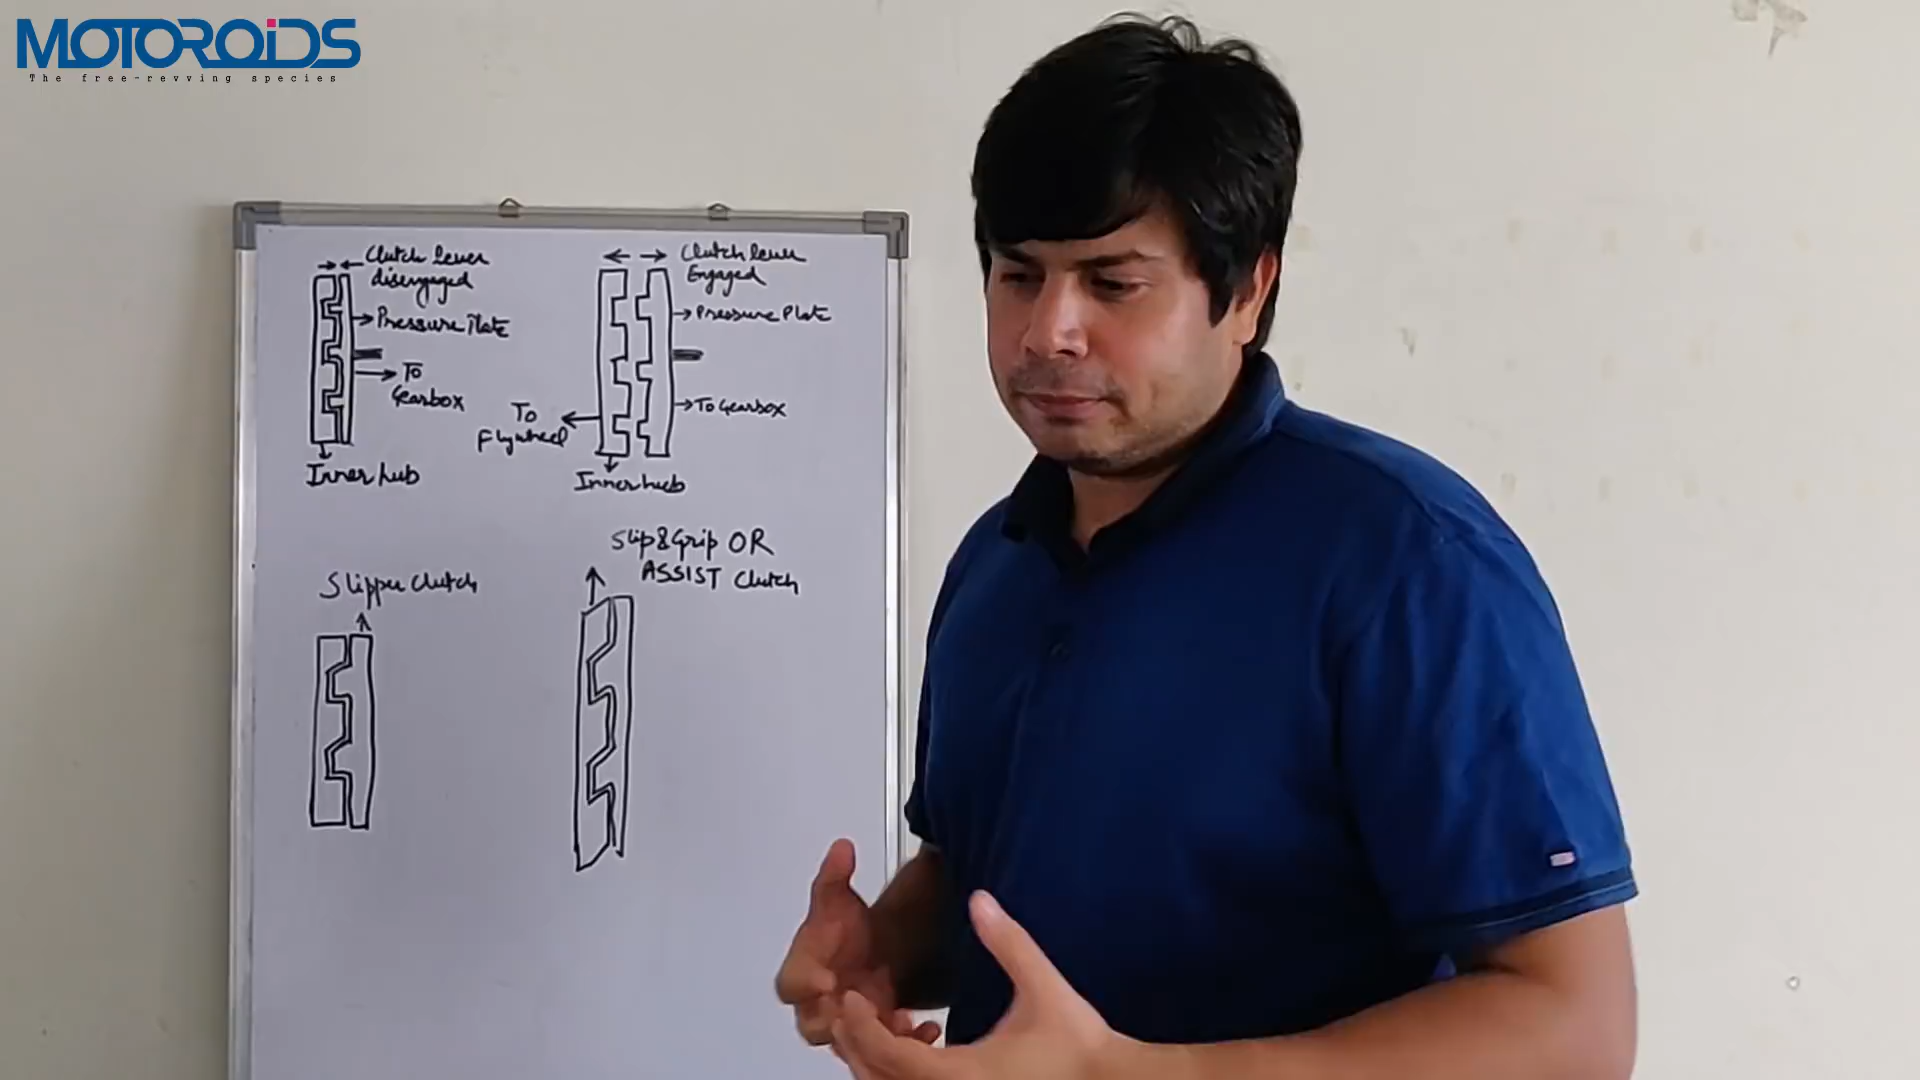 MOTOROiDS
The free-revving species
Clutch lever
disengaged
Pressure Plate
To
Gearbox
Inner hub
Clutch lever
Engaged
Pressure Plate
To Gearbox
To
Flywheel
Inner hub
Slipper Clutch
Slip & Grip OR
ASSIST Clutch